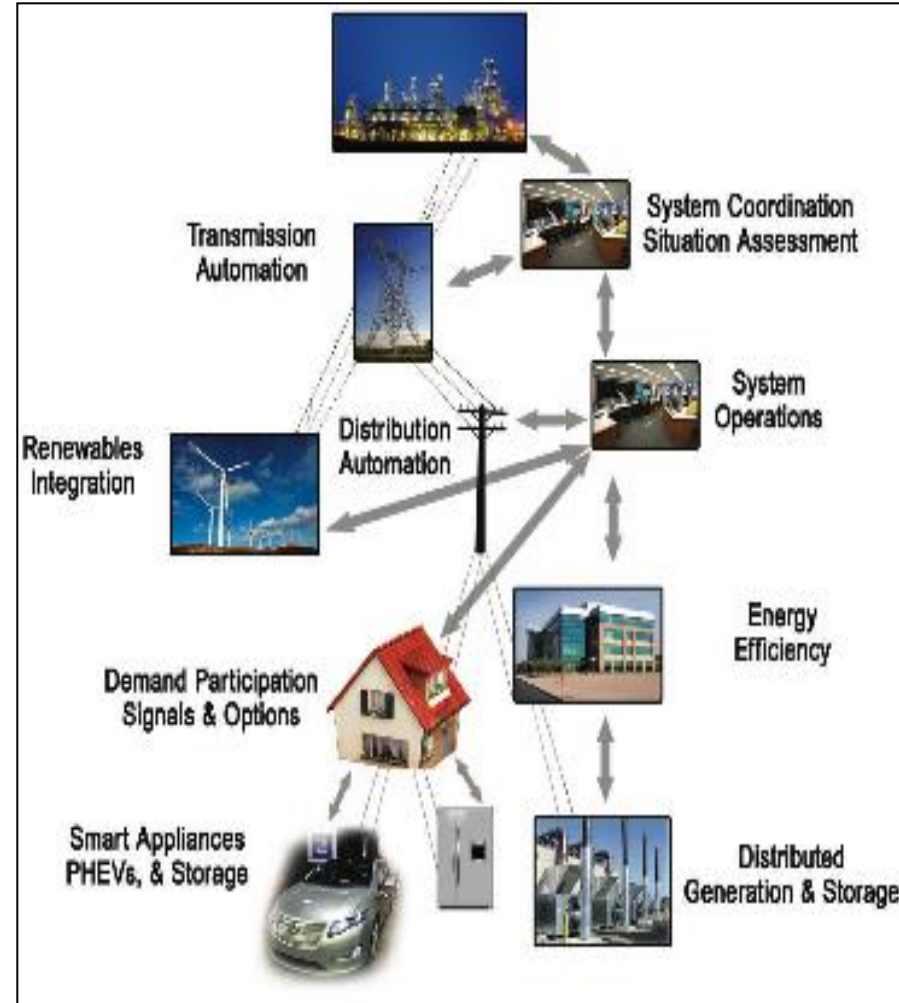 Transmission
Automation
System Coordination
Situation Assessment
System
Operations
Distribution
Automation
Renewables
Integration
Energy
Efficiency
Demand Participation
Signals & Options
Smart Appliances
PHEVs, & Storage
Distributed
Generation & Storage